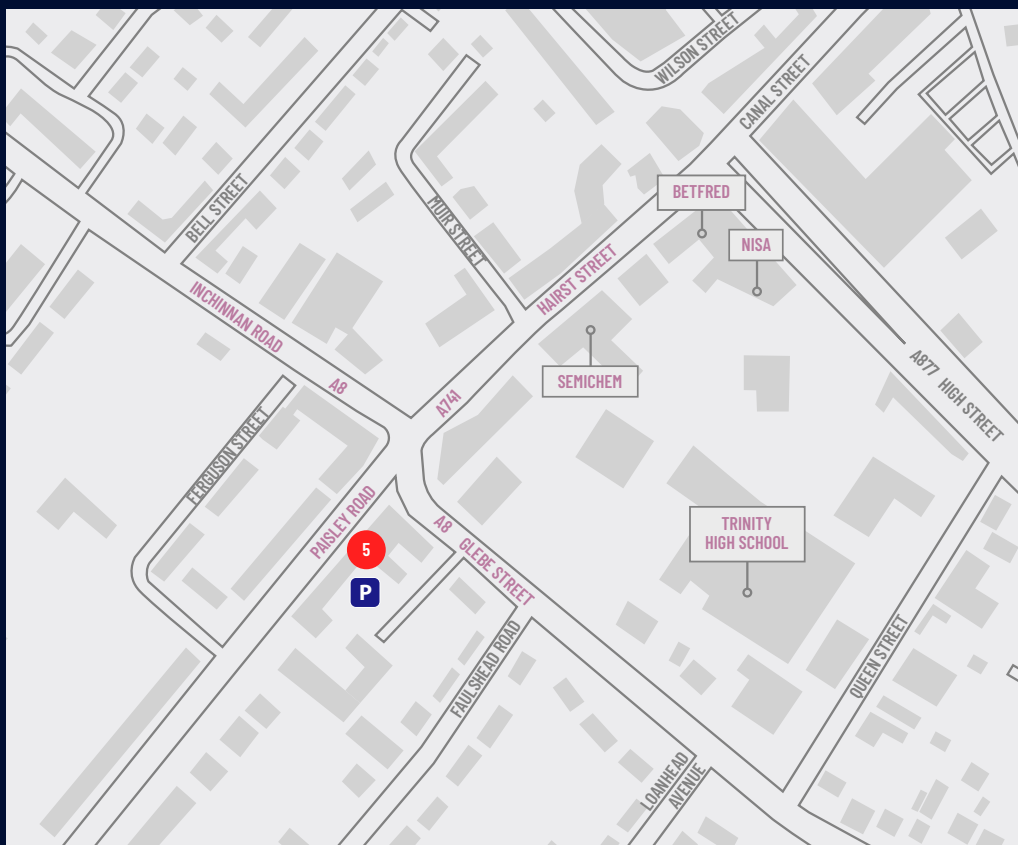 WILSON STREET
CANAL STREET
BETFRED
BELL STREET
MUIR STREET
NISA
HAIRST STREET
INCHINNAN ROAD
A877 HIGH STREET
SEMICHEM
A8
A741
FERGUSON STREET
PAISLEY ROAD
A8 GLEBE STREET
TRINITY
HIGH SCHOOL
5
P
FAULSHEAD ROAD
QUEEN STREET
LOANHEAD
AVENUE